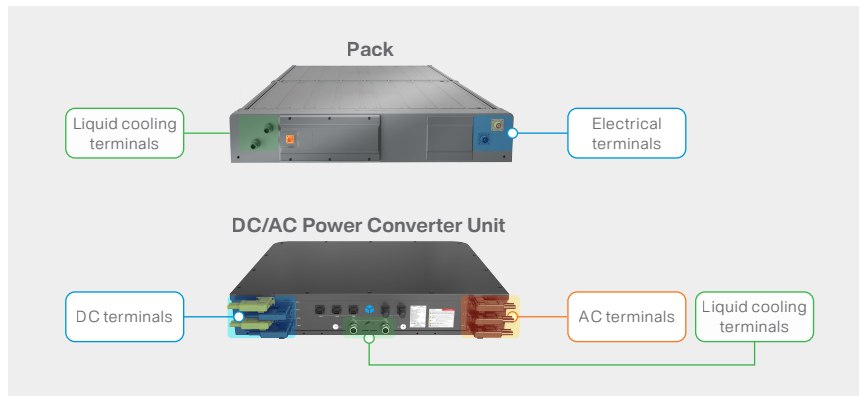 Pack
Liquid cooling
terminals
Electrical
terminals
DC/AC Power Converter Unit
DC terminals
AC terminals
Liquid cooling
terminals